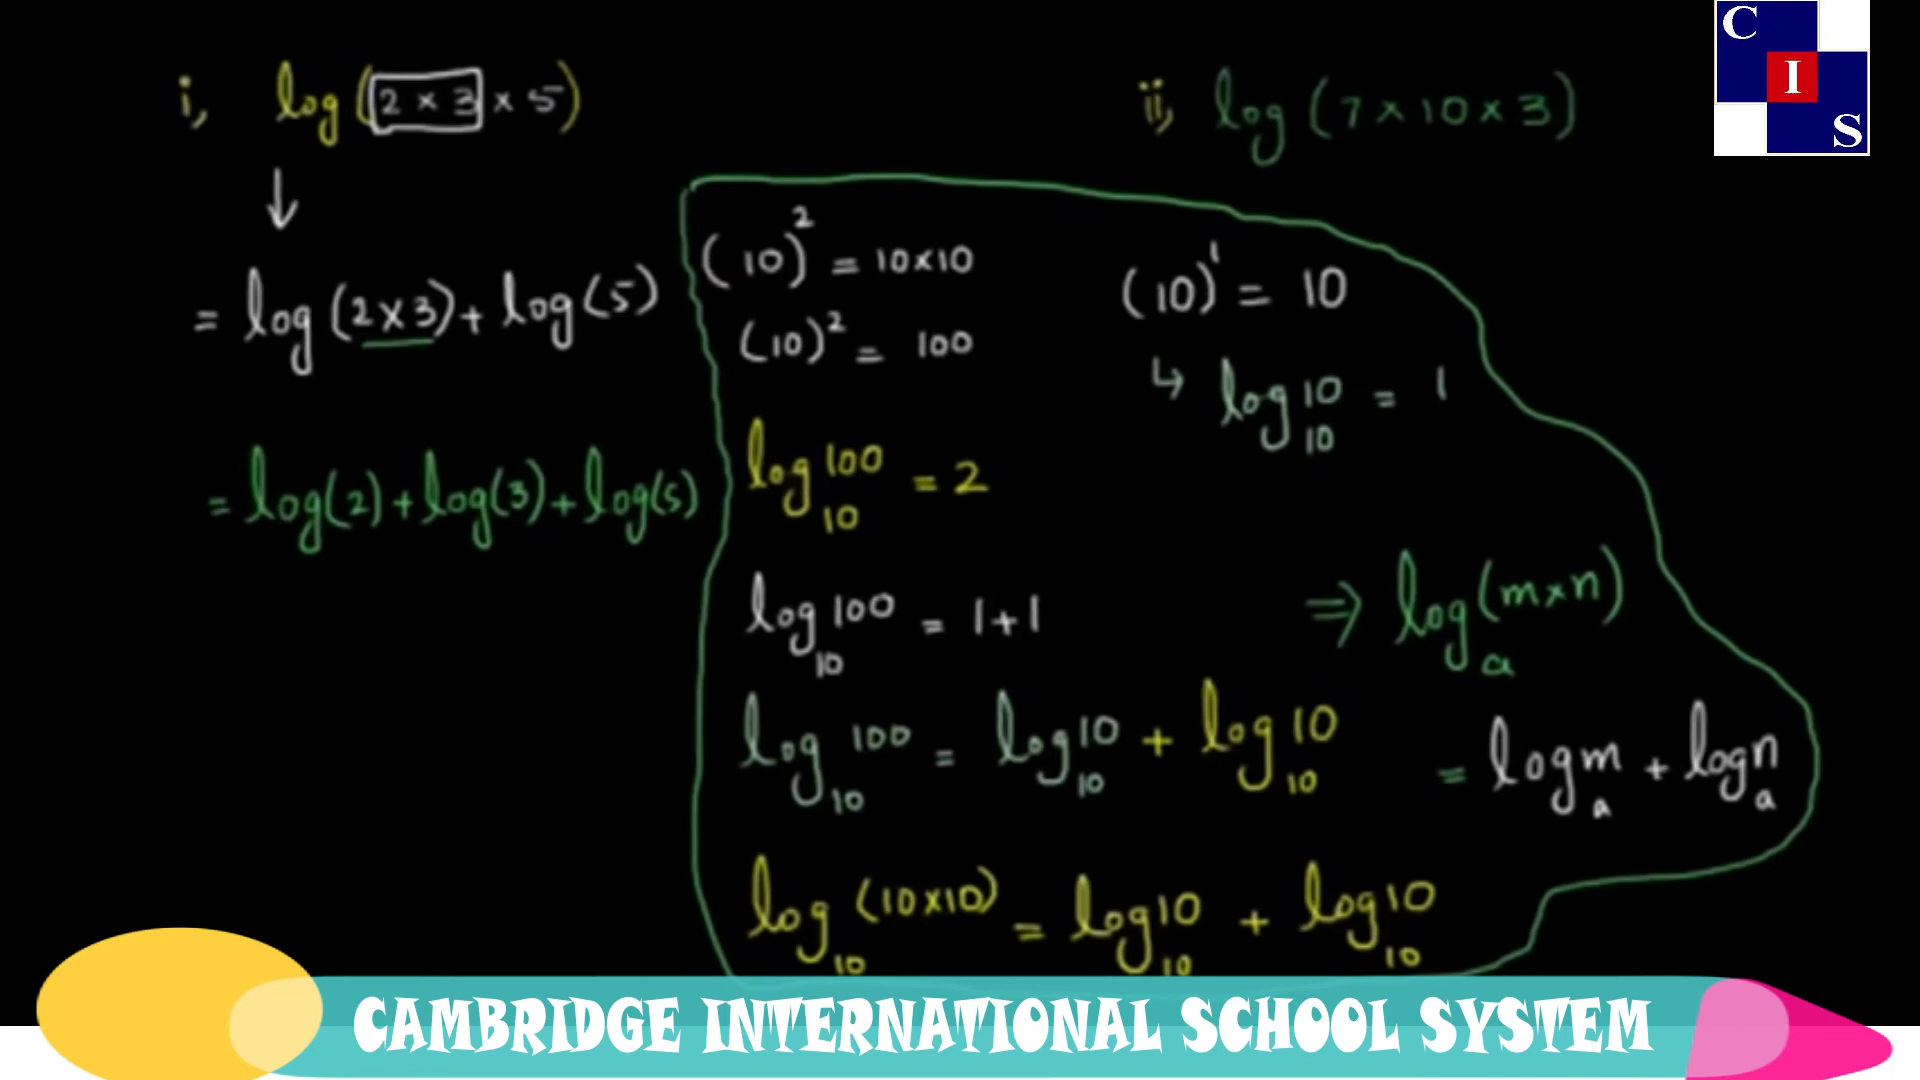 i, log (2 × 3 × 5)
= log (2×3) + log (5)
= log(2) + log(3) + log(5)
ii, log (7 × 10 × 3)
(10)² = 10×10
(10)² = 100
log₁₀ 100 = 2
log₁₀ 100 = 1+1
log₁₀ 100 = log₁₀ 10 + log₁₀ 10
log₁₀ (10×10) = log₁₀ 10 + log₁₀ 10
(10)¹ = 10
↳ log₁₀ 10 = 1
⇒ logₐ (m×n)
= logₐ m + logₐ n
C
I
S
CAMBRIDGE INTERNATIONAL SCHOOL SYSTEM